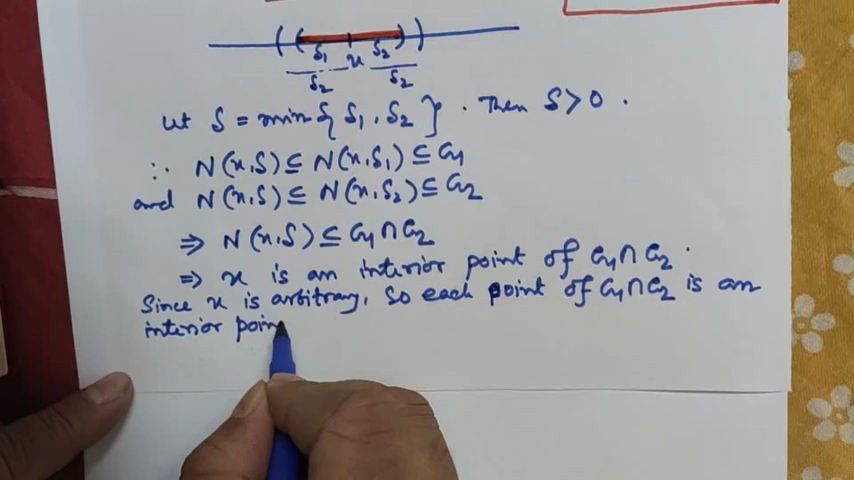 ( ( ) )
δ₁ x δ₂
δ₂ δ₂
Let δ = min { δ₁, δ₂ } . Then δ > 0 .
∴ N(x,δ) ⊆ N(x,δ₁) ⊆ G₁
and N(x,δ) ⊆ N(x,δ₂) ⊆ G₂
⇒ N(x,δ) ⊆ G₁ ∩ G₂
⇒ x is an interior point of G₁ ∩ G₂ .
Since x is arbitrary, so each point of G₁ ∩ G₂ is an
interior poin